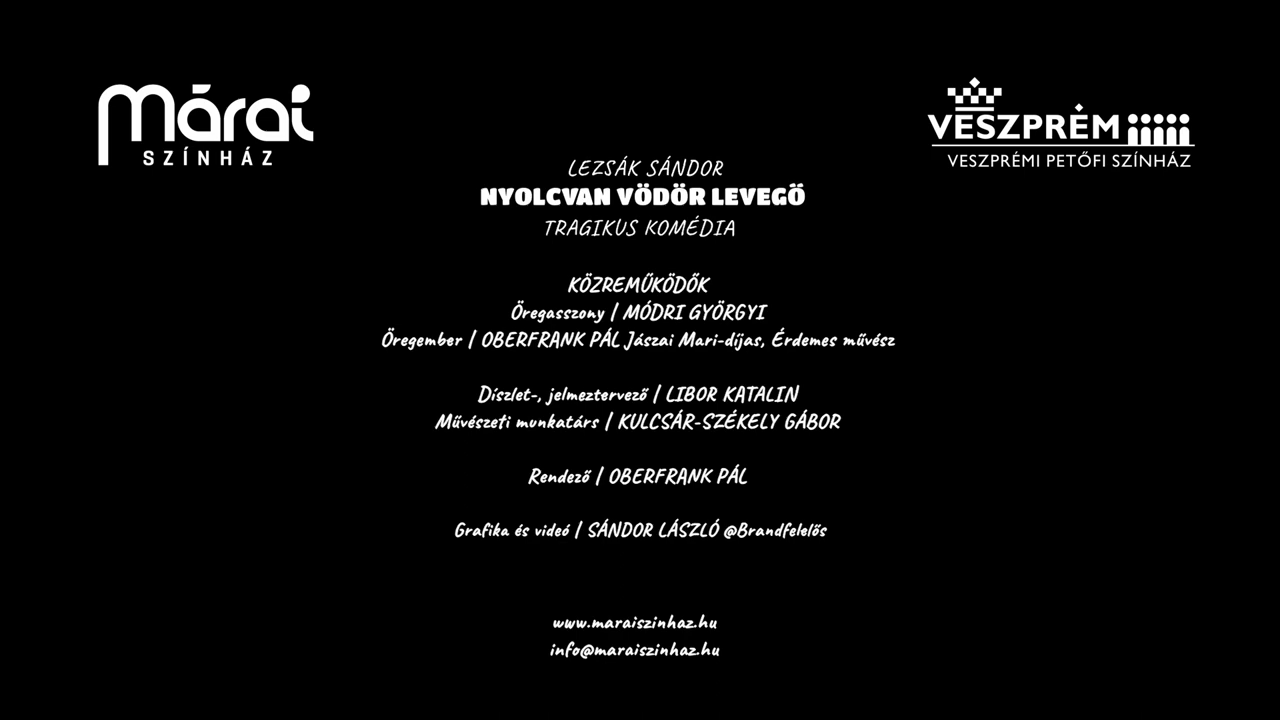 Márai
SZÍNHÁZ
VESZPRÉM
VESZPRÉMI PETŐFI SZÍNHÁZ
LEZSÁK SÁNDOR
NYOLCVAN VÖDÖR LEVEGŐ
TRAGIKUS KOMÉDIA
KÖZREMŰKÖDŐK
Öregasszony | MÓDRI GYÖRGYI
Öregember | OBERFRANK PÁL Jászai Mari-díjas, Érdemes művész
Díszlet-, jelmeztervező | LIBOR KATALIN
Művészeti munkatárs | KULCSÁR-SZÉKELY GÁBOR
Rendező | OBERFRANK PÁL
Grafika és videó | SÁNDOR LÁSZLÓ @Brandfelelős
www.maraiszinhaz.hu
info@maraiszinhaz.hu